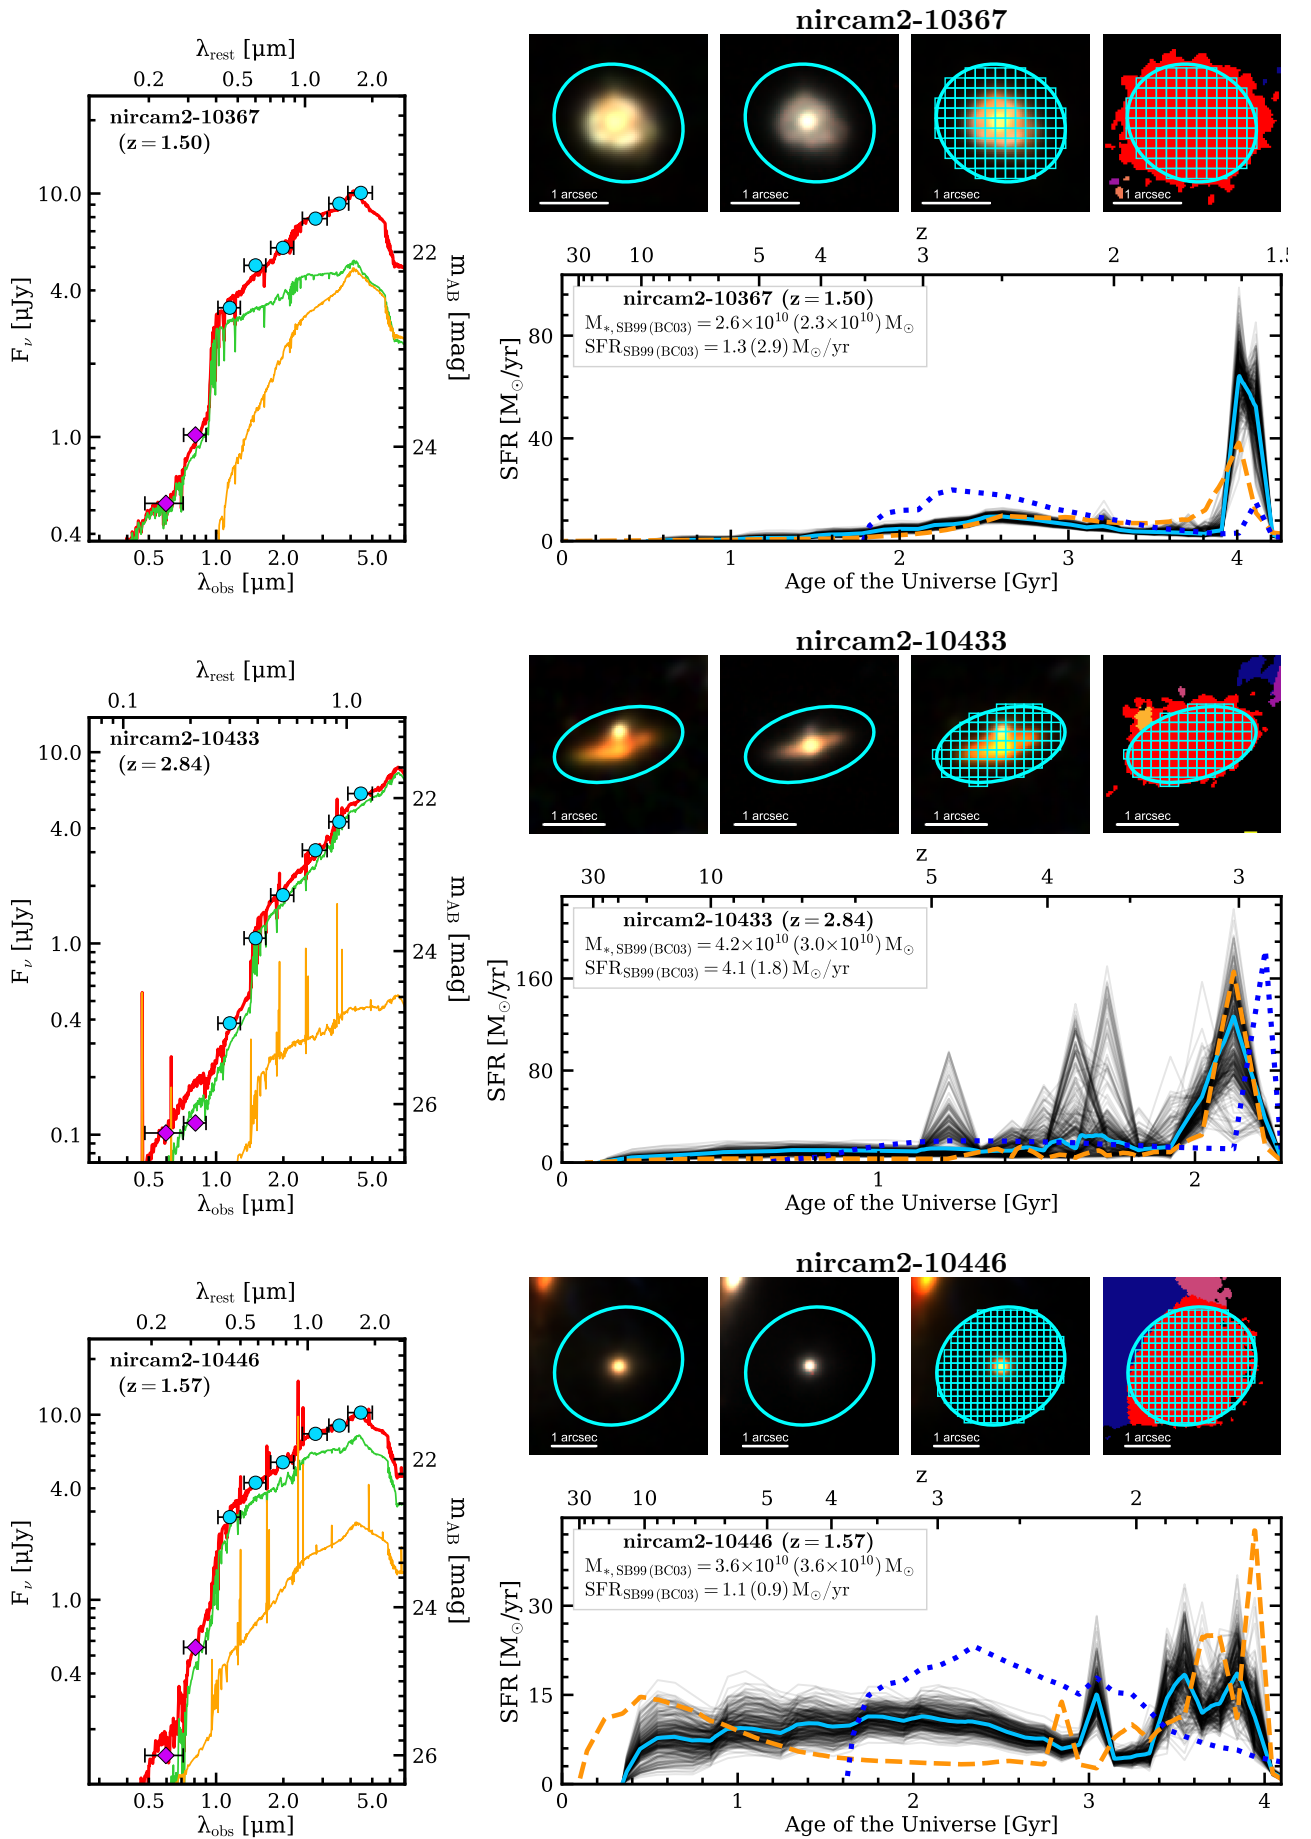 nircam2-10367
λrest [μm]
0.2 0.5 1.0 2.0
nircam2-10367
(z = 1.50)
10.0
4.0
1.0
0.4
Fν [μJy]
22
24
mAB [mag]
0.5 1.0 2.0 5.0
λobs [μm]
1 arcsec 1 arcsec 1 arcsec 1 arcsec
z
30 10 5 4 3 2 1.5
nircam2-10367 (z = 1.50)
M*, SB99 (BC03) = 2.6×10^10 (2.3×10^10) M⊙
SFRSB99 (BC03) = 1.3 (2.9) M⊙/yr
80
40
0
SFR [M⊙/yr]
0 1 2 3 4
Age of the Universe [Gyr]
nircam2-10433
λrest [μm]
0.1 1.0
nircam2-10433
(z = 2.84)
10.0
4.0
1.0
0.4
0.1
Fν [μJy]
22
24
26
mAB [mag]
0.5 1.0 2.0 5.0
λobs [μm]
1 arcsec 1 arcsec 1 arcsec 1 arcsec
z
30 10 5 4 3
nircam2-10433 (z = 2.84)
M*, SB99 (BC03) = 4.2×10^10 (3.0×10^10) M⊙
SFRSB99 (BC03) = 4.1 (1.8) M⊙/yr
160
80
0
SFR [M⊙/yr]
0 1 2
Age of the Universe [Gyr]
nircam2-10446
λrest [μm]
0.2 0.5 1.0 2.0
nircam2-10446
(z = 1.57)
10.0
4.0
1.0
0.4
Fν [μJy]
22
24
26
mAB [mag]
0.5 1.0 2.0 5.0
λobs [μm]
1 arcsec 1 arcsec 1 arcsec 1 arcsec
z
30 10 5 4 3 2
nircam2-10446 (z = 1.57)
M*, SB99 (BC03) = 3.6×10^10 (3.6×10^10) M⊙
SFRSB99 (BC03) = 1.1 (0.9) M⊙/yr
30
15
0
SFR [M⊙/yr]
0 1 2 3 4
Age of the Universe [Gyr]